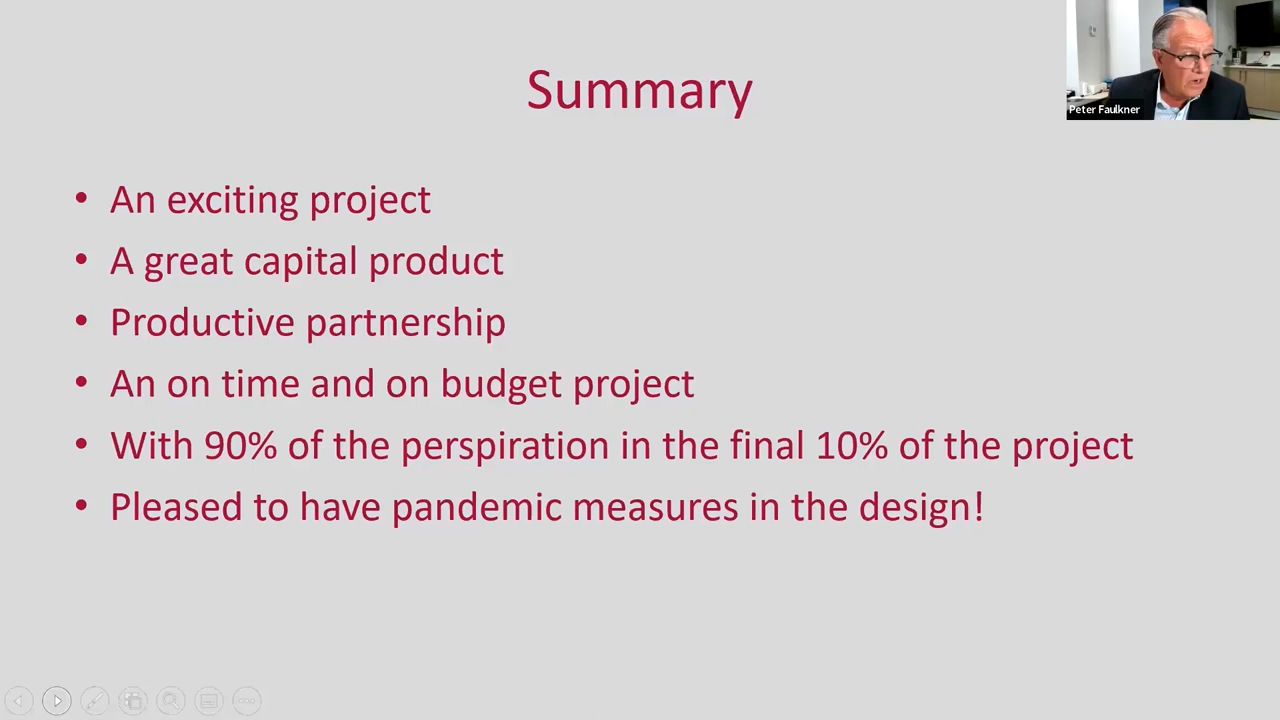 Summary
Peter Faulkner
• An exciting project
• A great capital product
• Productive partnership
• An on time and on budget project
• With 90% of the perspiration in the final 10% of the project
• Pleased to have pandemic measures in the design!